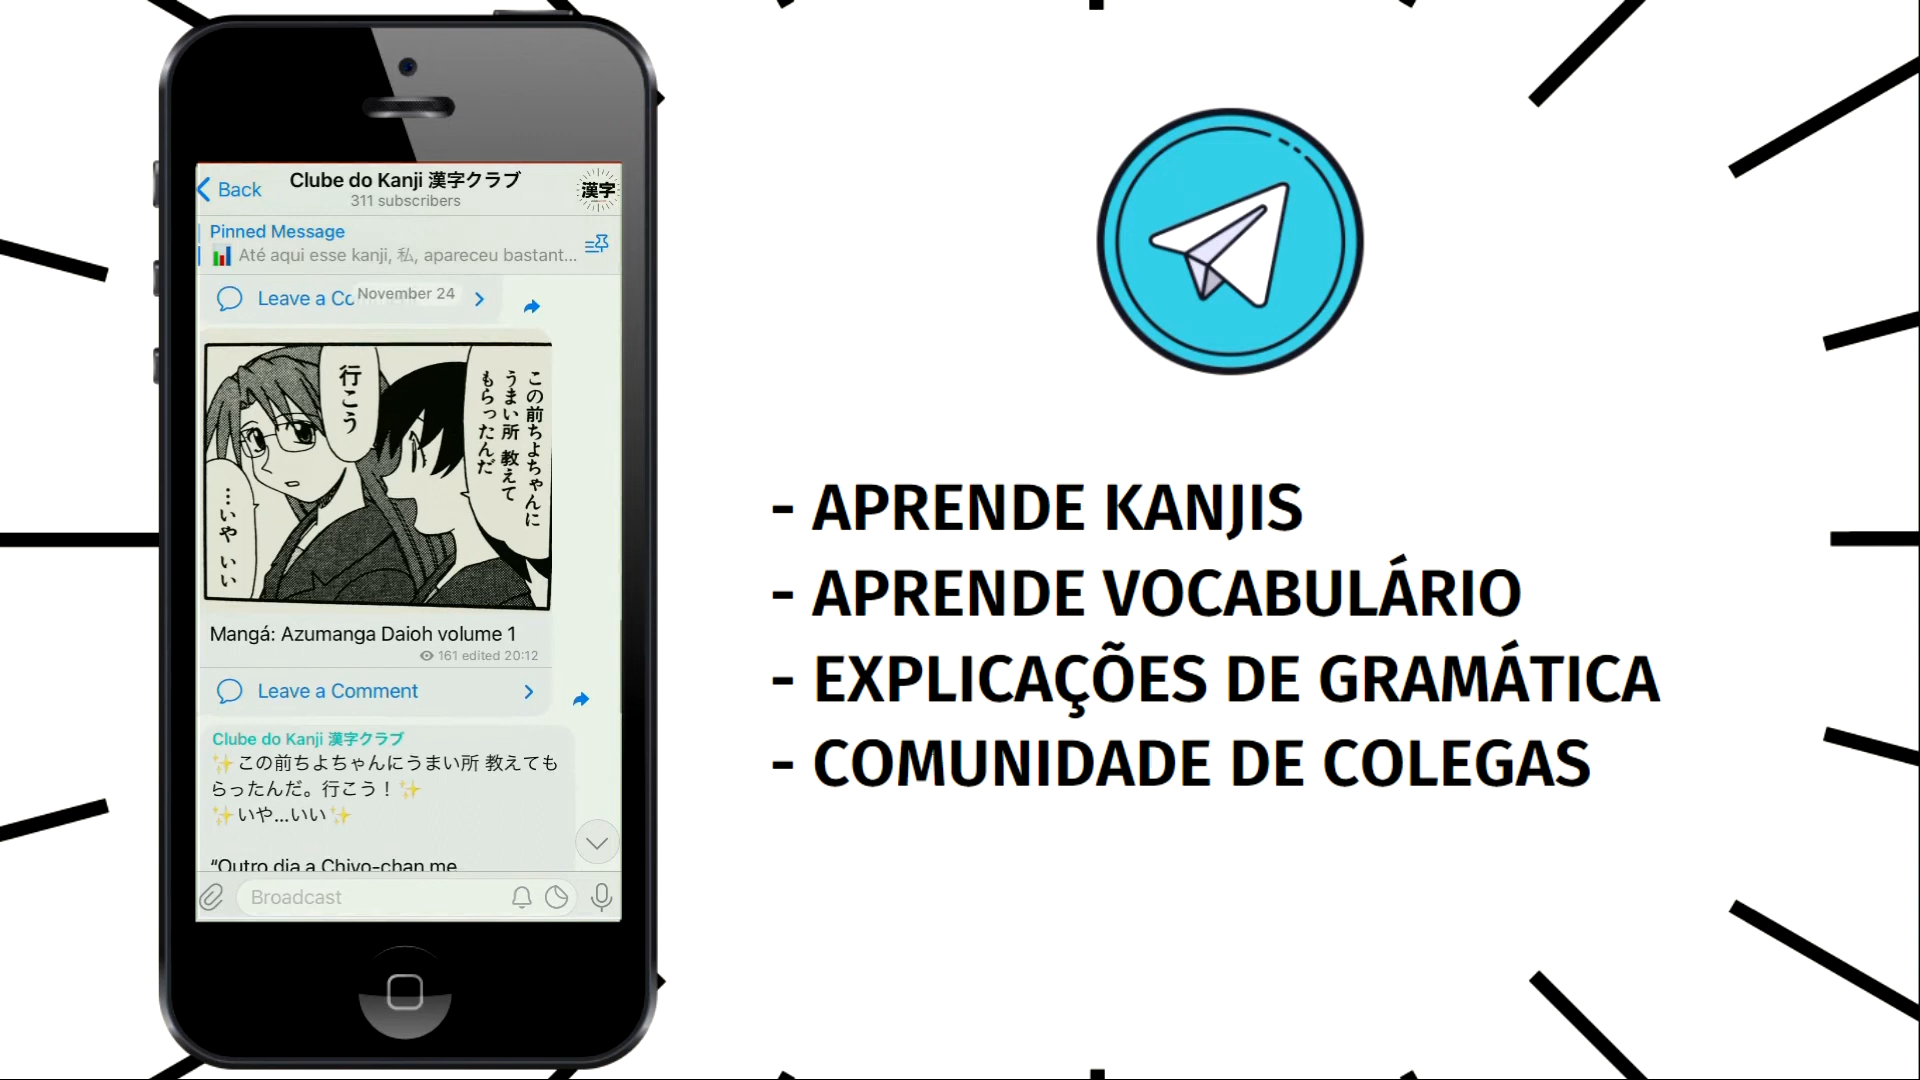 Back
Clube do Kanji 漢字クラブ
311 subscribers
漢字
Pinned Message
Até aqui esse kanji, 私, apareceu bastant...
November 24
この前ちよちゃんに
うまい所 教えて
もらったんだ
行こう
…いや いい
Mangá: Azumanga Daioh volume 1
161 edited 20:12
Leave a Comment
Clube do Kanji 漢字クラブ
✨この前ちよちゃんにうまい所 教えても
らったんだ。行こう！✨
✨いや...いい✨
“Outro dia a Chiyo-chan me
Broadcast
- APRENDE KANJIS
- APRENDE VOCABULÁRIO
- EXPLICAÇÕES DE GRAMÁTICA
- COMUNIDADE DE COLEGAS